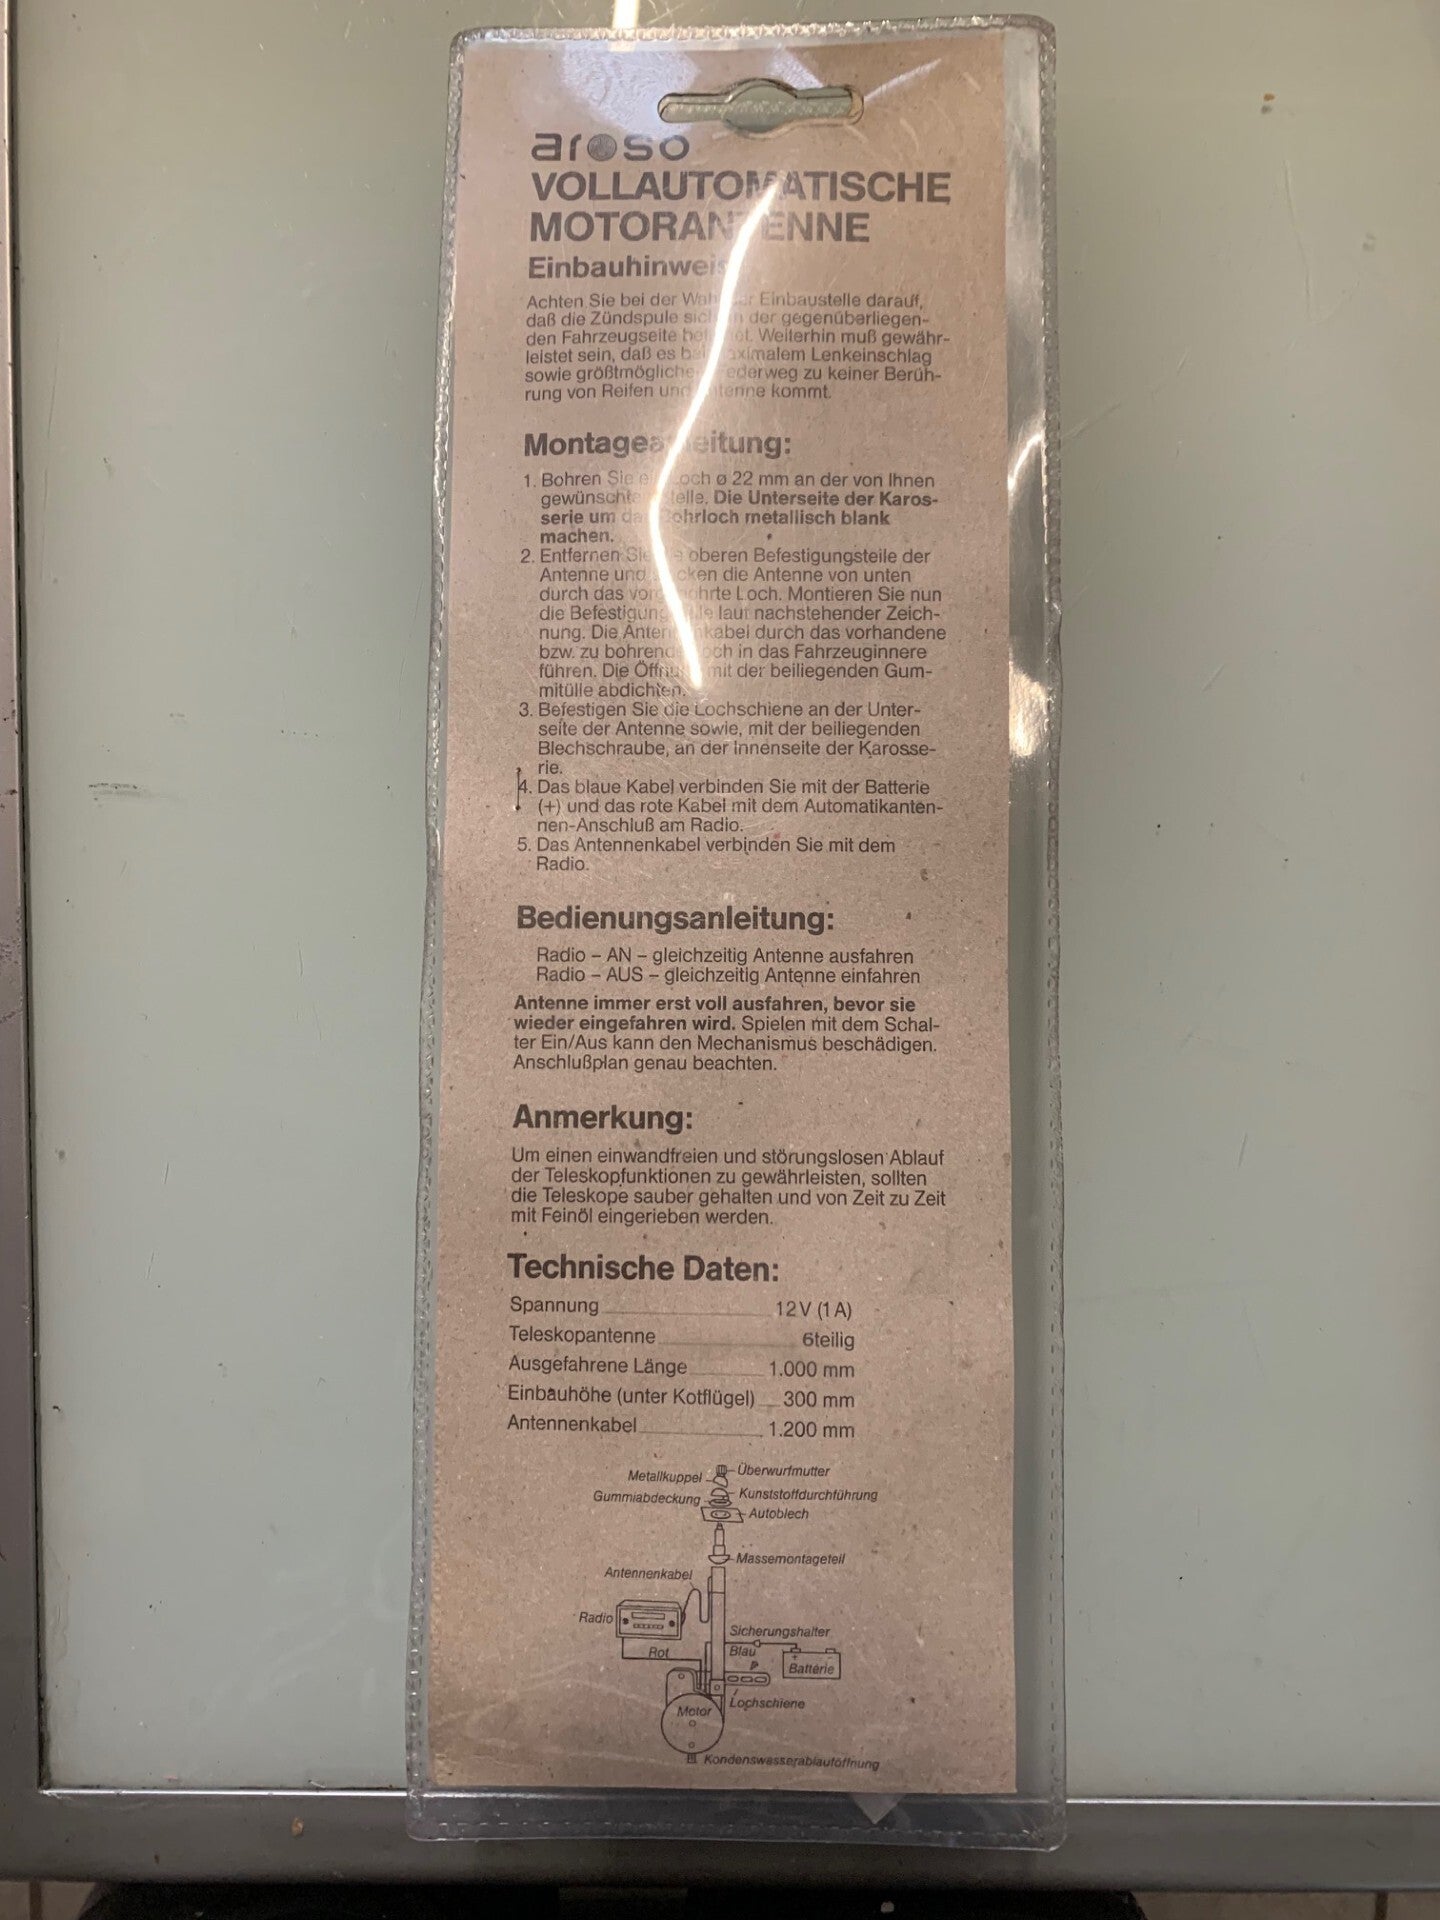 aroso
VOLLAUTOMATISCHE
MOTORANTENNE
Einbauhinweis
Achten Sie bei der Wahl der Einbaustelle darauf,
daß die Zündspule sich an der gegenüberliegen-
den Fahrzeugseite befindet. Weiterhin muß gewähr-
leistet sein, daß es bei maximalem Lenkeinschlag
sowie größtmöglichem Federweg zu keiner Berüh-
rung von Reifen und Antenne kommt.
Montageanleitung:
1. Bohren Sie ein Loch ø 22 mm an der von Ihnen
gewünschten Stelle. Die Unterseite der Karos-
serie um das Bohrloch metallisch blank
machen.
2. Entfernen Sie die oberen Befestigungsteile der
Antenne und stecken die Antenne von unten
durch das vorgebohrte Loch. Montieren Sie nun
die Befestigungsteile laut nachstehender Zeich-
nung. Die Antennenkabel durch das vorhandene
bzw. zu bohrende Loch in das Fahrzeuginnere
führen. Die Öffnung mit der beiliegenden Gum-
mitülle abdichten.
3. Befestigen Sie die Lochschiene an der Unter-
seite der Antenne sowie, mit der beiliegenden
Blechschraube, an der Innenseite der Karosse-
rie.
4. Das blaue Kabel verbinden Sie mit der Batterie
(+) und das rote Kabel mit dem Automatikanten-
nen-Anschluß am Radio.
5. Das Antennenkabel verbinden Sie mit dem
Radio.
Bedienungsanleitung:
Radio – AN – gleichzeitig Antenne ausfahren
Radio – AUS – gleichzeitig Antenne einfahren
Antenne immer erst voll ausfahren, bevor sie
wieder eingefahren wird. Spielen mit dem Schal-
ter Ein/Aus kann den Mechanismus beschädigen.
Anschlußplan genau beachten.
Anmerkung:
Um einen einwandfreien und störungslosen Ablauf
der Teleskopfunktionen zu gewährleisten, sollten
die Teleskope sauber gehalten und von Zeit zu Zeit
mit Feinöl eingerieben werden.
Technische Daten:
Spannung 12 V (1 A)
Teleskopantenne 6teilig
Ausgefahrene Länge 1.000 mm
Einbauhöhe (unter Kotflügel) 300 mm
Antennenkabel 1.200 mm
Metallkuppel Überwurfmutter
Gummiabdeckung Kunststoffdurchführung
Autoblech
Massemontageteil
Antennenkabel
Radio
Sicherungshalter
Rot Blau
+ -
Batterie
Lochschiene
Motor
Kondenswasserablauföffnung